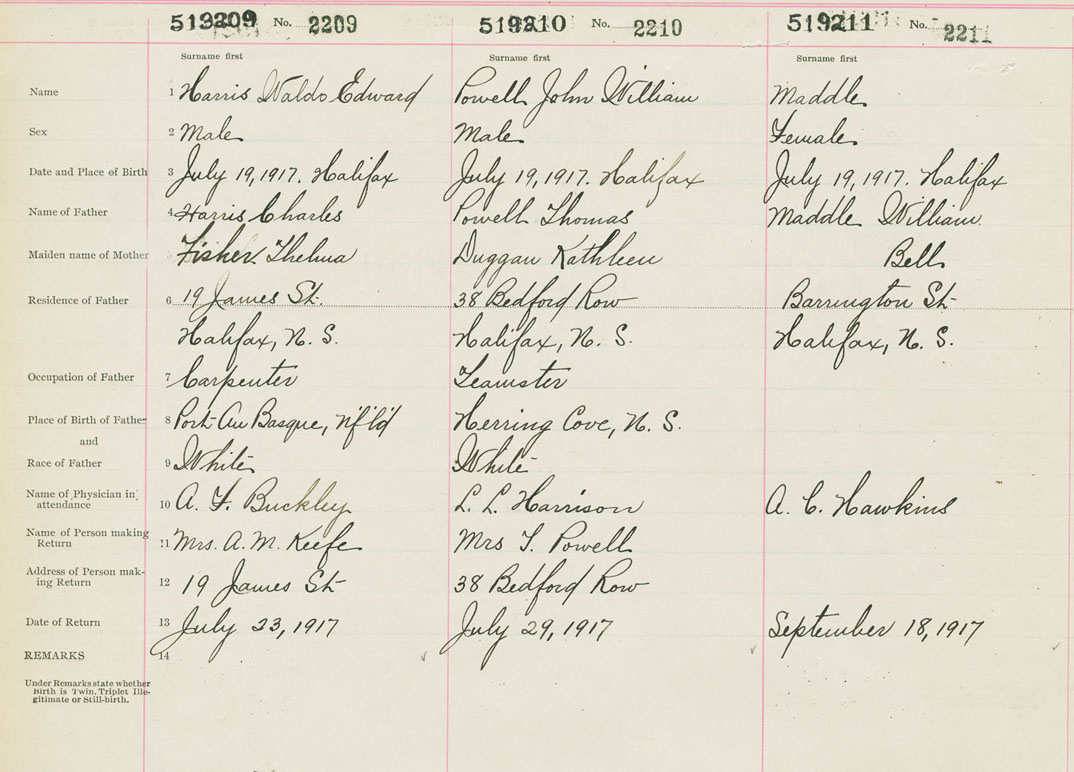 No. 2209 519210 No. 2210 519211 No. 2211
Surname first Surname first Surname first
Name 1 Harris Waldo Edward Powell John William Maddle
Sex 2 Male Male Female
Date and Place of Birth 3 July 19, 1917. Halifax July 19, 1917. Halifax July 19, 1917. Halifax
Name of Father 4 Harris Charles Powell Thomas Maddle William.
Maiden name of Mother 5 Fisher Thelma Duggan Kathleen Bell
Residence of Father 6 19 James St. 38 Bedford Row Barrington St
Halifax, N. S. Halifax, N. S. Halifax, N. S.
Occupation of Father 7 Carpenter Teamster
Place of Birth of Father 8 Port Au Basque, Nf'l'd Herring Cove, N. S.
and
Race of Father 9 White White
Name of Physician in attendance 10 A. F. Buckley L. L. Harrison A. C. Hawkins
Name of Person making Return 11 Mrs. A. M. Keefe Mrs T. Powell
Address of Person mak-ing Return 12 19 James St 38 Bedford Row
Date of Return 13 July 23, 1917 July 29, 1917 September 18, 1917
REMARKS 14
Under Remarks state whether
Birth is Twin, Triplet Ille-
gitimate or Still-birth.